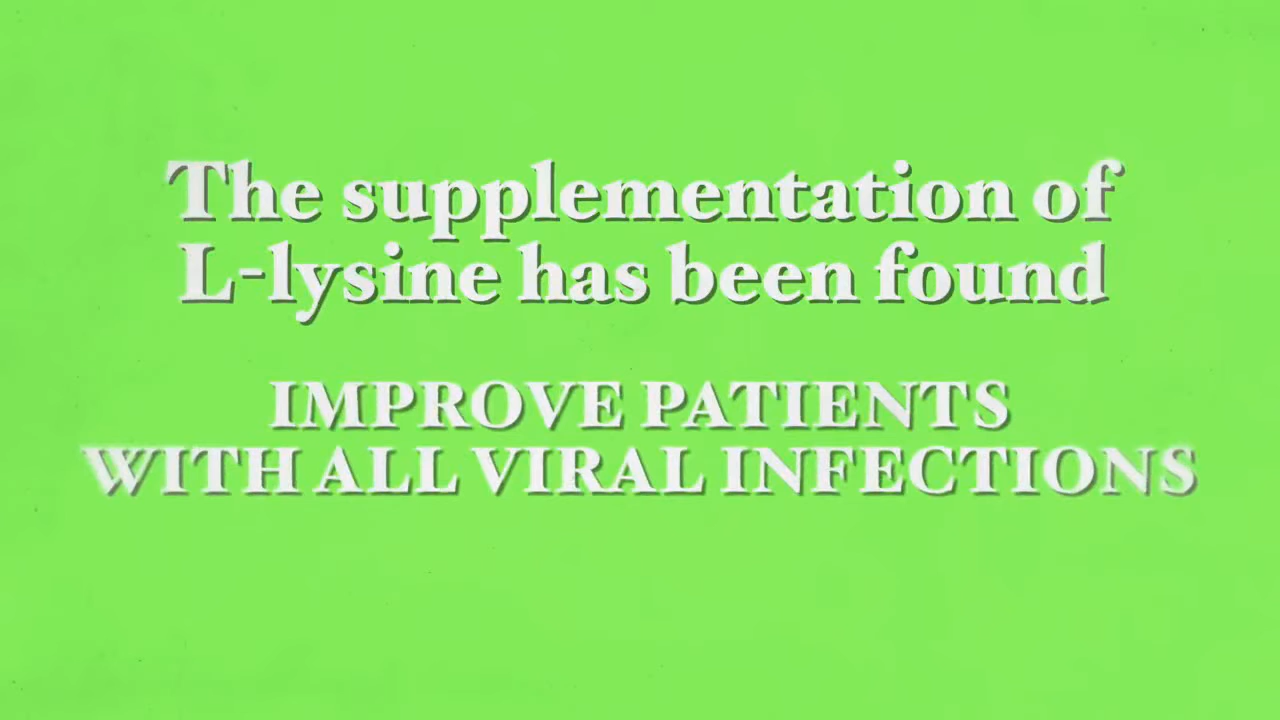 The supplementation of
L-lysine has been found
IMPROVE PATIENTS
WITH ALL VIRAL INFECTIONS